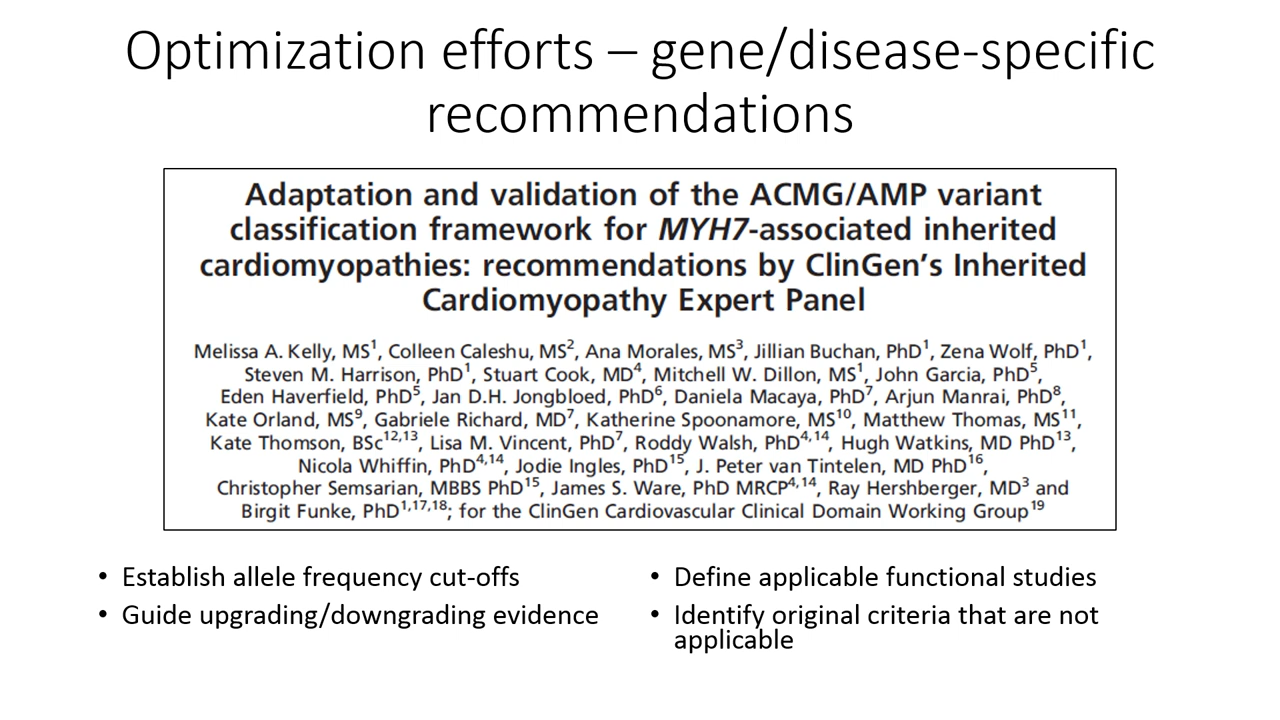 Optimization efforts – gene/disease-specific
recommendations
Adaptation and validation of the ACMG/AMP variant
classification framework for MYH7-associated inherited
cardiomyopathies: recommendations by ClinGen's Inherited
Cardiomyopathy Expert Panel
Melissa A. Kelly, MS1, Colleen Caleshu, MS2, Ana Morales, MS3, Jillian Buchan, PhD1, Zena Wolf, PhD1,
Steven M. Harrison, PhD1, Stuart Cook, MD4, Mitchell W. Dillon, MS1, John Garcia, PhD5,
Eden Haverfield, PhD5, Jan D.H. Jongbloed, PhD6, Daniela Macaya, PhD7, Arjun Manrai, PhD8,
Kate Orland, MS9, Gabriele Richard, MD7, Katherine Spoonamore, MS10, Matthew Thomas, MS11,
Kate Thomson, BSc12,13, Lisa M. Vincent, PhD7, Roddy Walsh, PhD4,14, Hugh Watkins, MD PhD13,
Nicola Whiffin, PhD4,14, Jodie Ingles, PhD15, J. Peter van Tintelen, MD PhD16,
Christopher Semsarian, MBBS PhD15, James S. Ware, PhD MRCP4,14, Ray Hershberger, MD3 and
Birgit Funke, PhD1,17,18; for the ClinGen Cardiovascular Clinical Domain Working Group19
• Establish allele frequency cut-offs
• Guide upgrading/downgrading evidence
• Define applicable functional studies
• Identify original criteria that are not
applicable